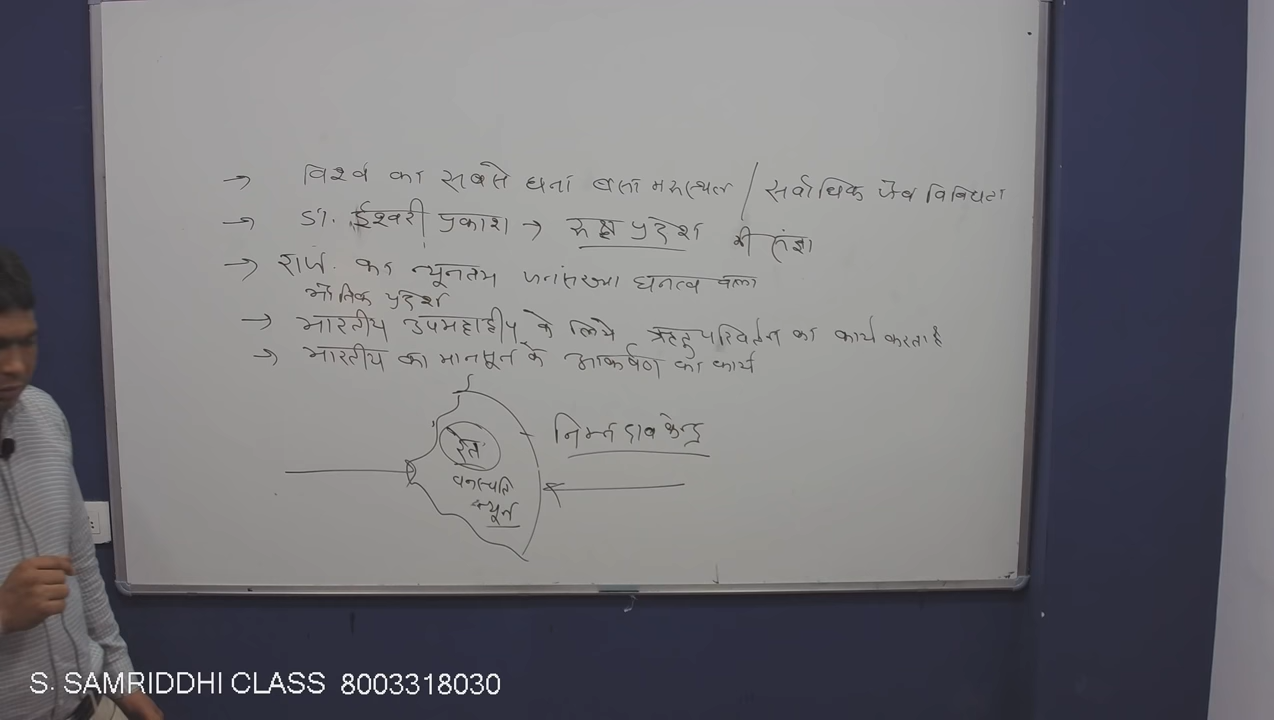 → विश्व का सबसे घना बसा मरूस्थल / सर्वाधिक जैव विविधता
→ डॉ. ईश्वरी प्रकाश → रूक्ष प्रदेश की संज्ञा
→ राज. का न्यूनतम जनसंख्या घनत्व वाला
भौतिक प्रदेश
→ भारतीय उपमहाद्वीप के लिये ऋतु परिवर्तन का कार्य करता है
→ भारतीय का मानसून के आकर्षण का कार्य
निम्न दाब केन्द्र
रेत
वनस्पति
न्यून
S. SAMRIDDHI CLASS 8003318030